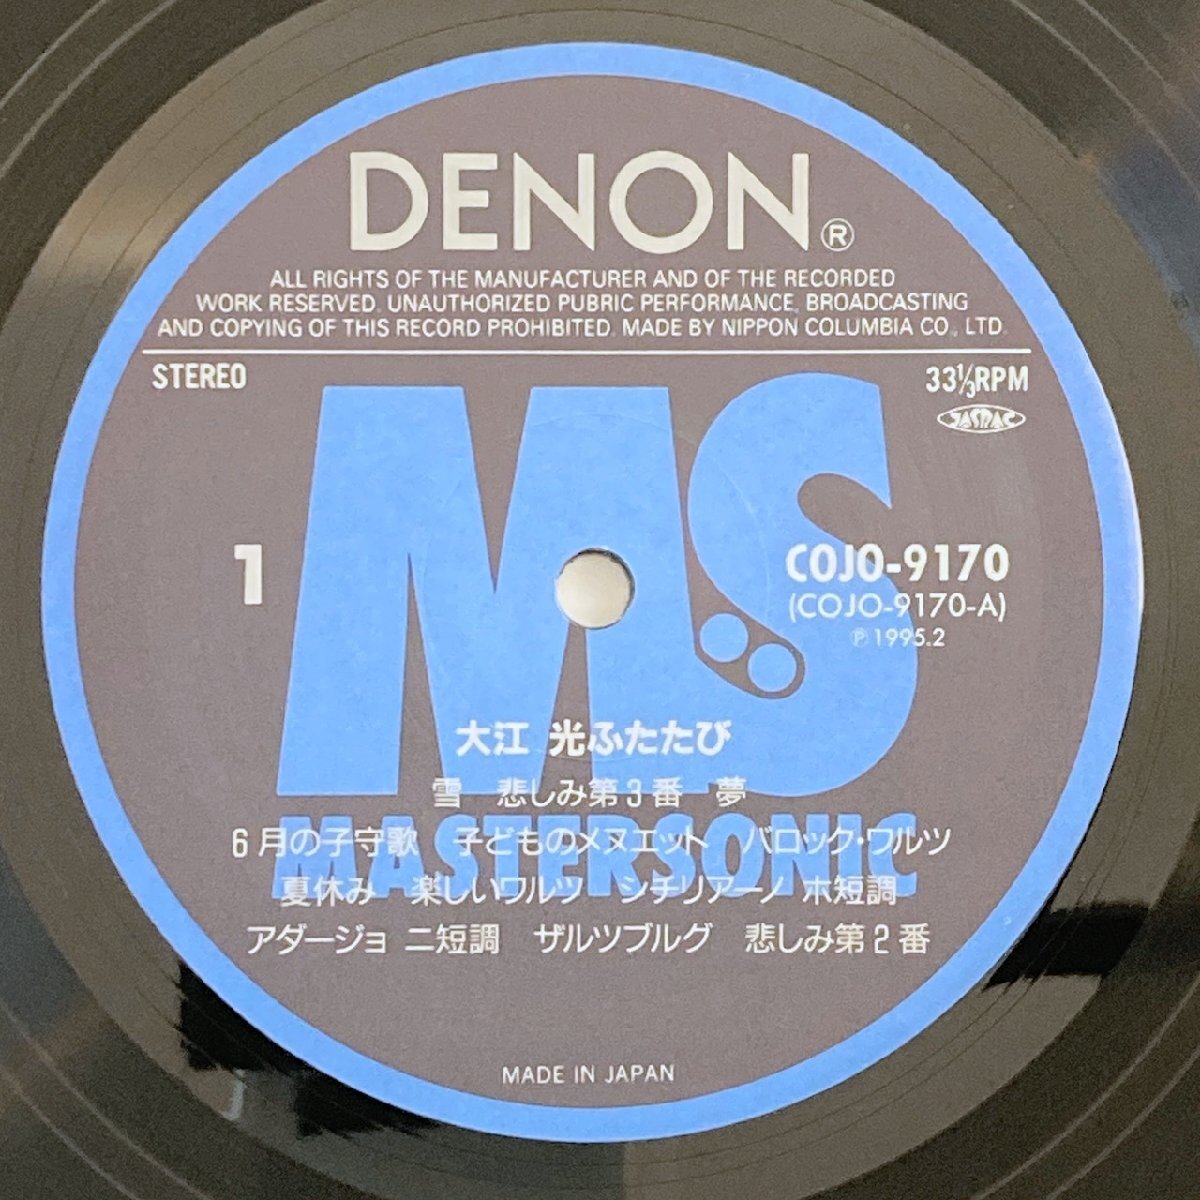 DENON®
ALL RIGHTS OF THE MANUFACTURER AND OF THE RECORDED
WORK RESERVED. UNAUTHORIZED PUBRIC PERFORMANCE, BROADCASTING
AND COPYING OF THIS RECORD PROHIBITED. MADE BY NIPPON COLUMBIA CO., LTD.
STEREO
33⅓RPM
JASRAC
MS
1
COJO-9170
(COJO-9170-A)
℗1995.2
大江 光ふたたび
雪 悲しみ第3番 夢
MASTERSONIC
6月の子守歌 子どものメヌエット バロック・ワルツ
夏休み 楽しいワルツ シチリアーノ ホ短調
アダージョ ニ短調 ザルツブルグ 悲しみ第2番
MADE IN JAPAN